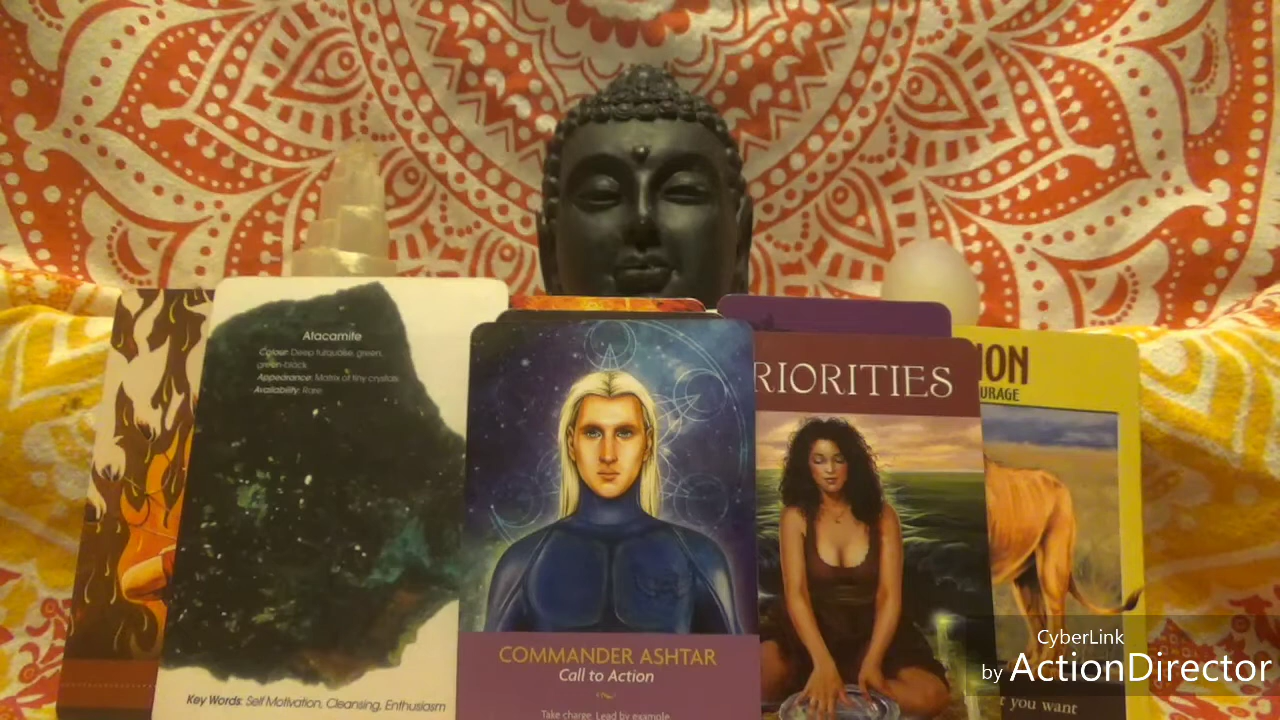 Atacamite
Colour: Deep turquoise, green,
green-black
Appearance: Matrix of tiny crystals
Availability: Rare
Key Words: Self Motivation, Cleansing, Enthusiasm
COMMANDER ASHTAR
Call to Action
Take charge. Lead by example.
RIORITIES
ION
URAGE
t you want
CyberLink
by ActionDirector